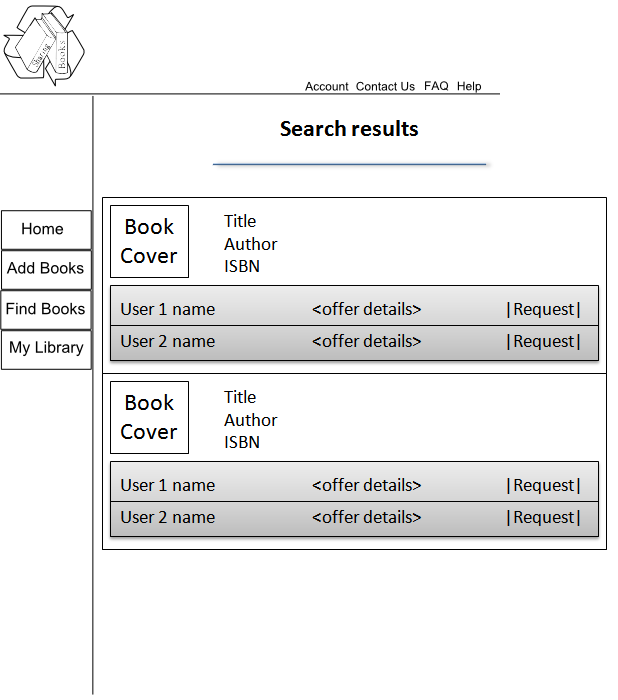 Sharing
Books
Account Contact Us FAQ Help
Search results
Home
Add Books
Find Books
My Library
Book
Cover
Title
Author
ISBN
User 1 name <offer details> |Request|
User 2 name <offer details> |Request|
Book
Cover
Title
Author
ISBN
User 1 name <offer details> |Request|
User 2 name <offer details> |Request|